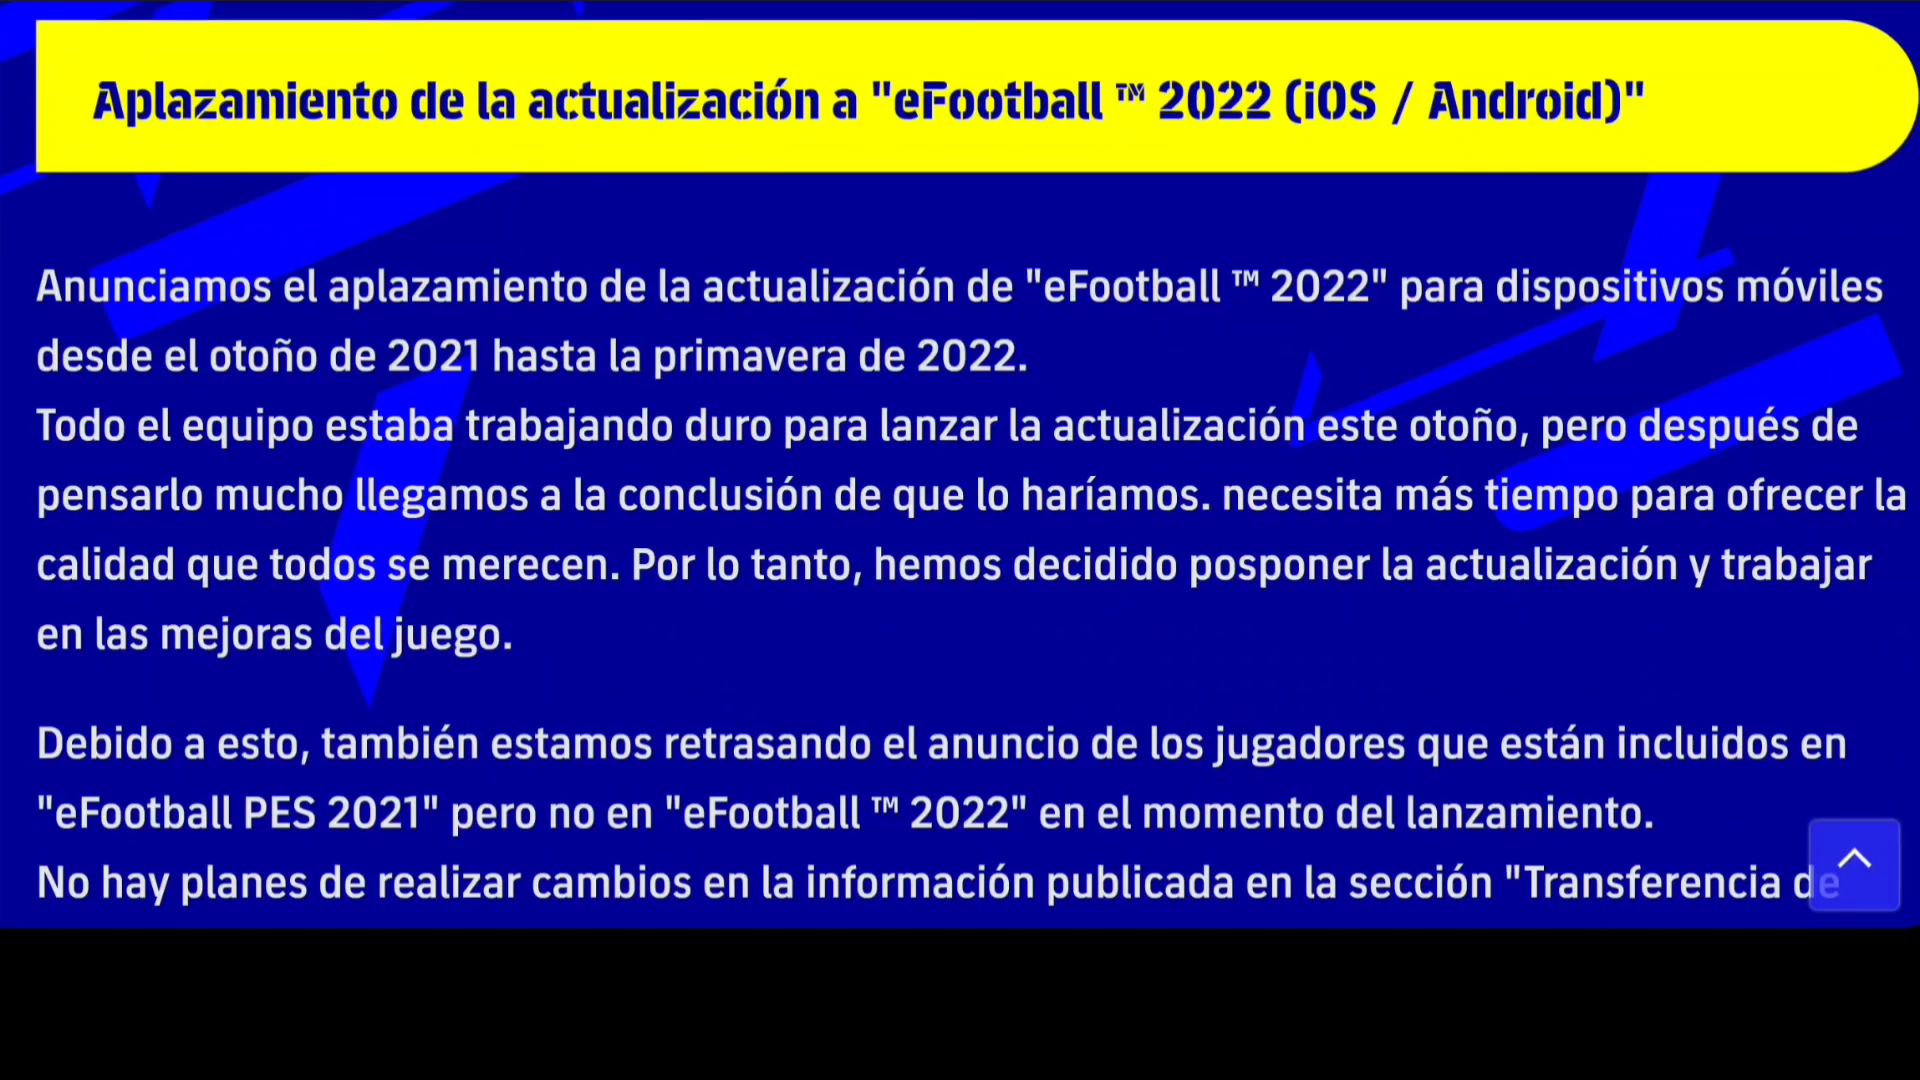 Aplazamiento de la actualización a "eFootball ™ 2022 (iOS / Android)"
Anunciamos el aplazamiento de la actualización de "eFootball ™ 2022" para dispositivos móviles
desde el otoño de 2021 hasta la primavera de 2022.
Todo el equipo estaba trabajando duro para lanzar la actualización este otoño, pero después de
pensarlo mucho llegamos a la conclusión de que lo haríamos. necesita más tiempo para ofrecer la
calidad que todos se merecen. Por lo tanto, hemos decidido posponer la actualización y trabajar
en las mejoras del juego.
Debido a esto, también estamos retrasando el anuncio de los jugadores que están incluidos en
"eFootball PES 2021" pero no en "eFootball ™ 2022" en el momento del lanzamiento.
No hay planes de realizar cambios en la información publicada en la sección "Transferencia de